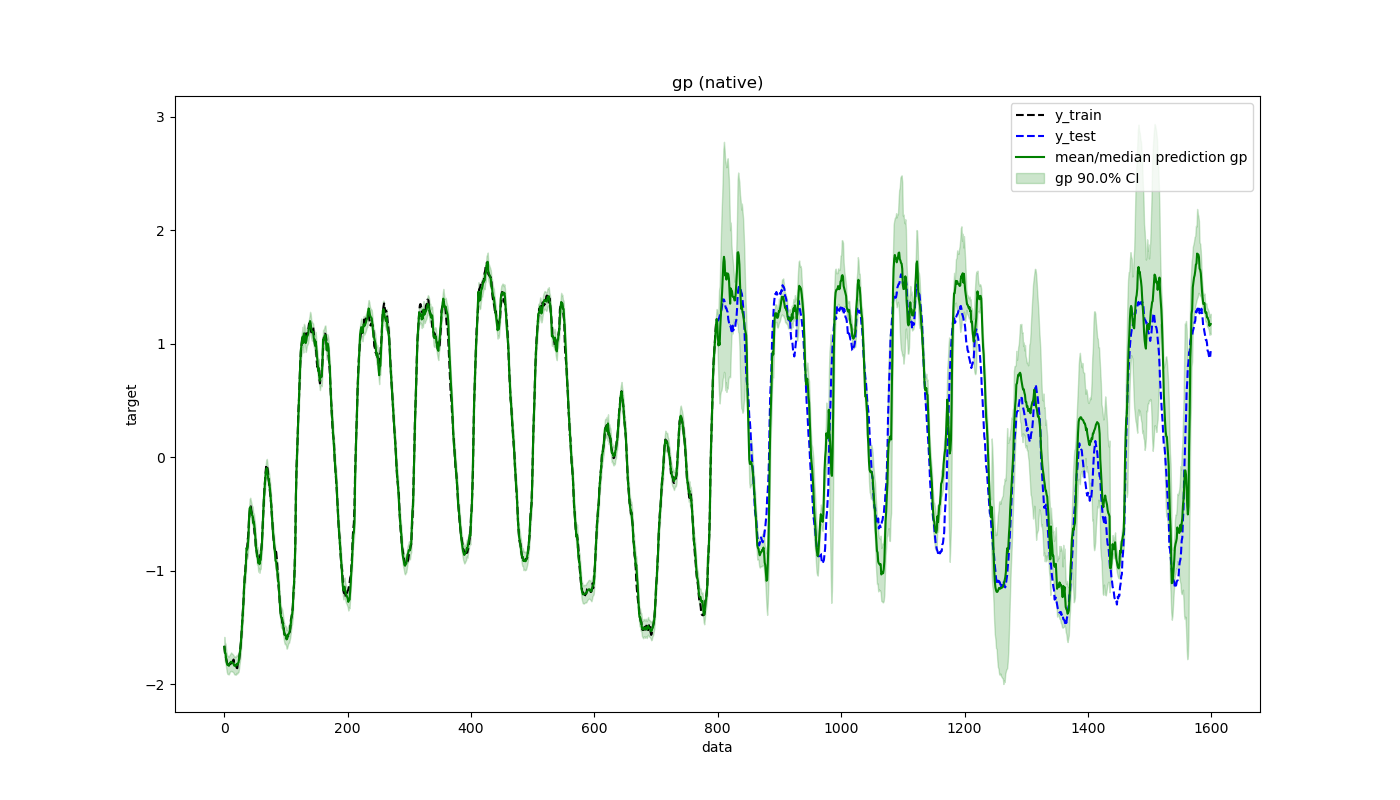 gp (native)
y_train
y_test
mean/median prediction gp
gp 90.0% CI
target
3
2
1
0
−1
−2
0
200
400
600
800
1000
1200
1400
1600
data